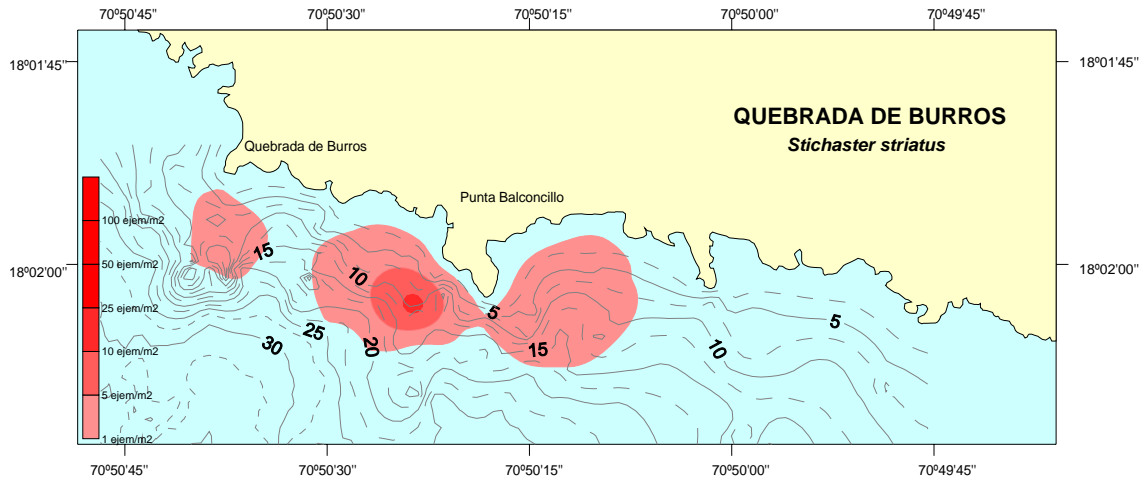 70º50'45'' 70º50'30'' 70º50'15'' 70º50'00'' 70º49'45''
18º01'45'' 18º01'45''
QUEBRADA DE BURROS
Stichaster striatus
Quebrada de Burros
Punta Balconcillo
100 ejem/m2
50 ejem/m2
25 ejem/m2
10 ejem/m2
5 ejem/m2
1 ejem/m2
15
18º02'00'' 18º02'00''
10
5
5
25
30
20
15
10
70º50'45'' 70º50'30'' 70º50'15'' 70º50'00'' 70º49'45''